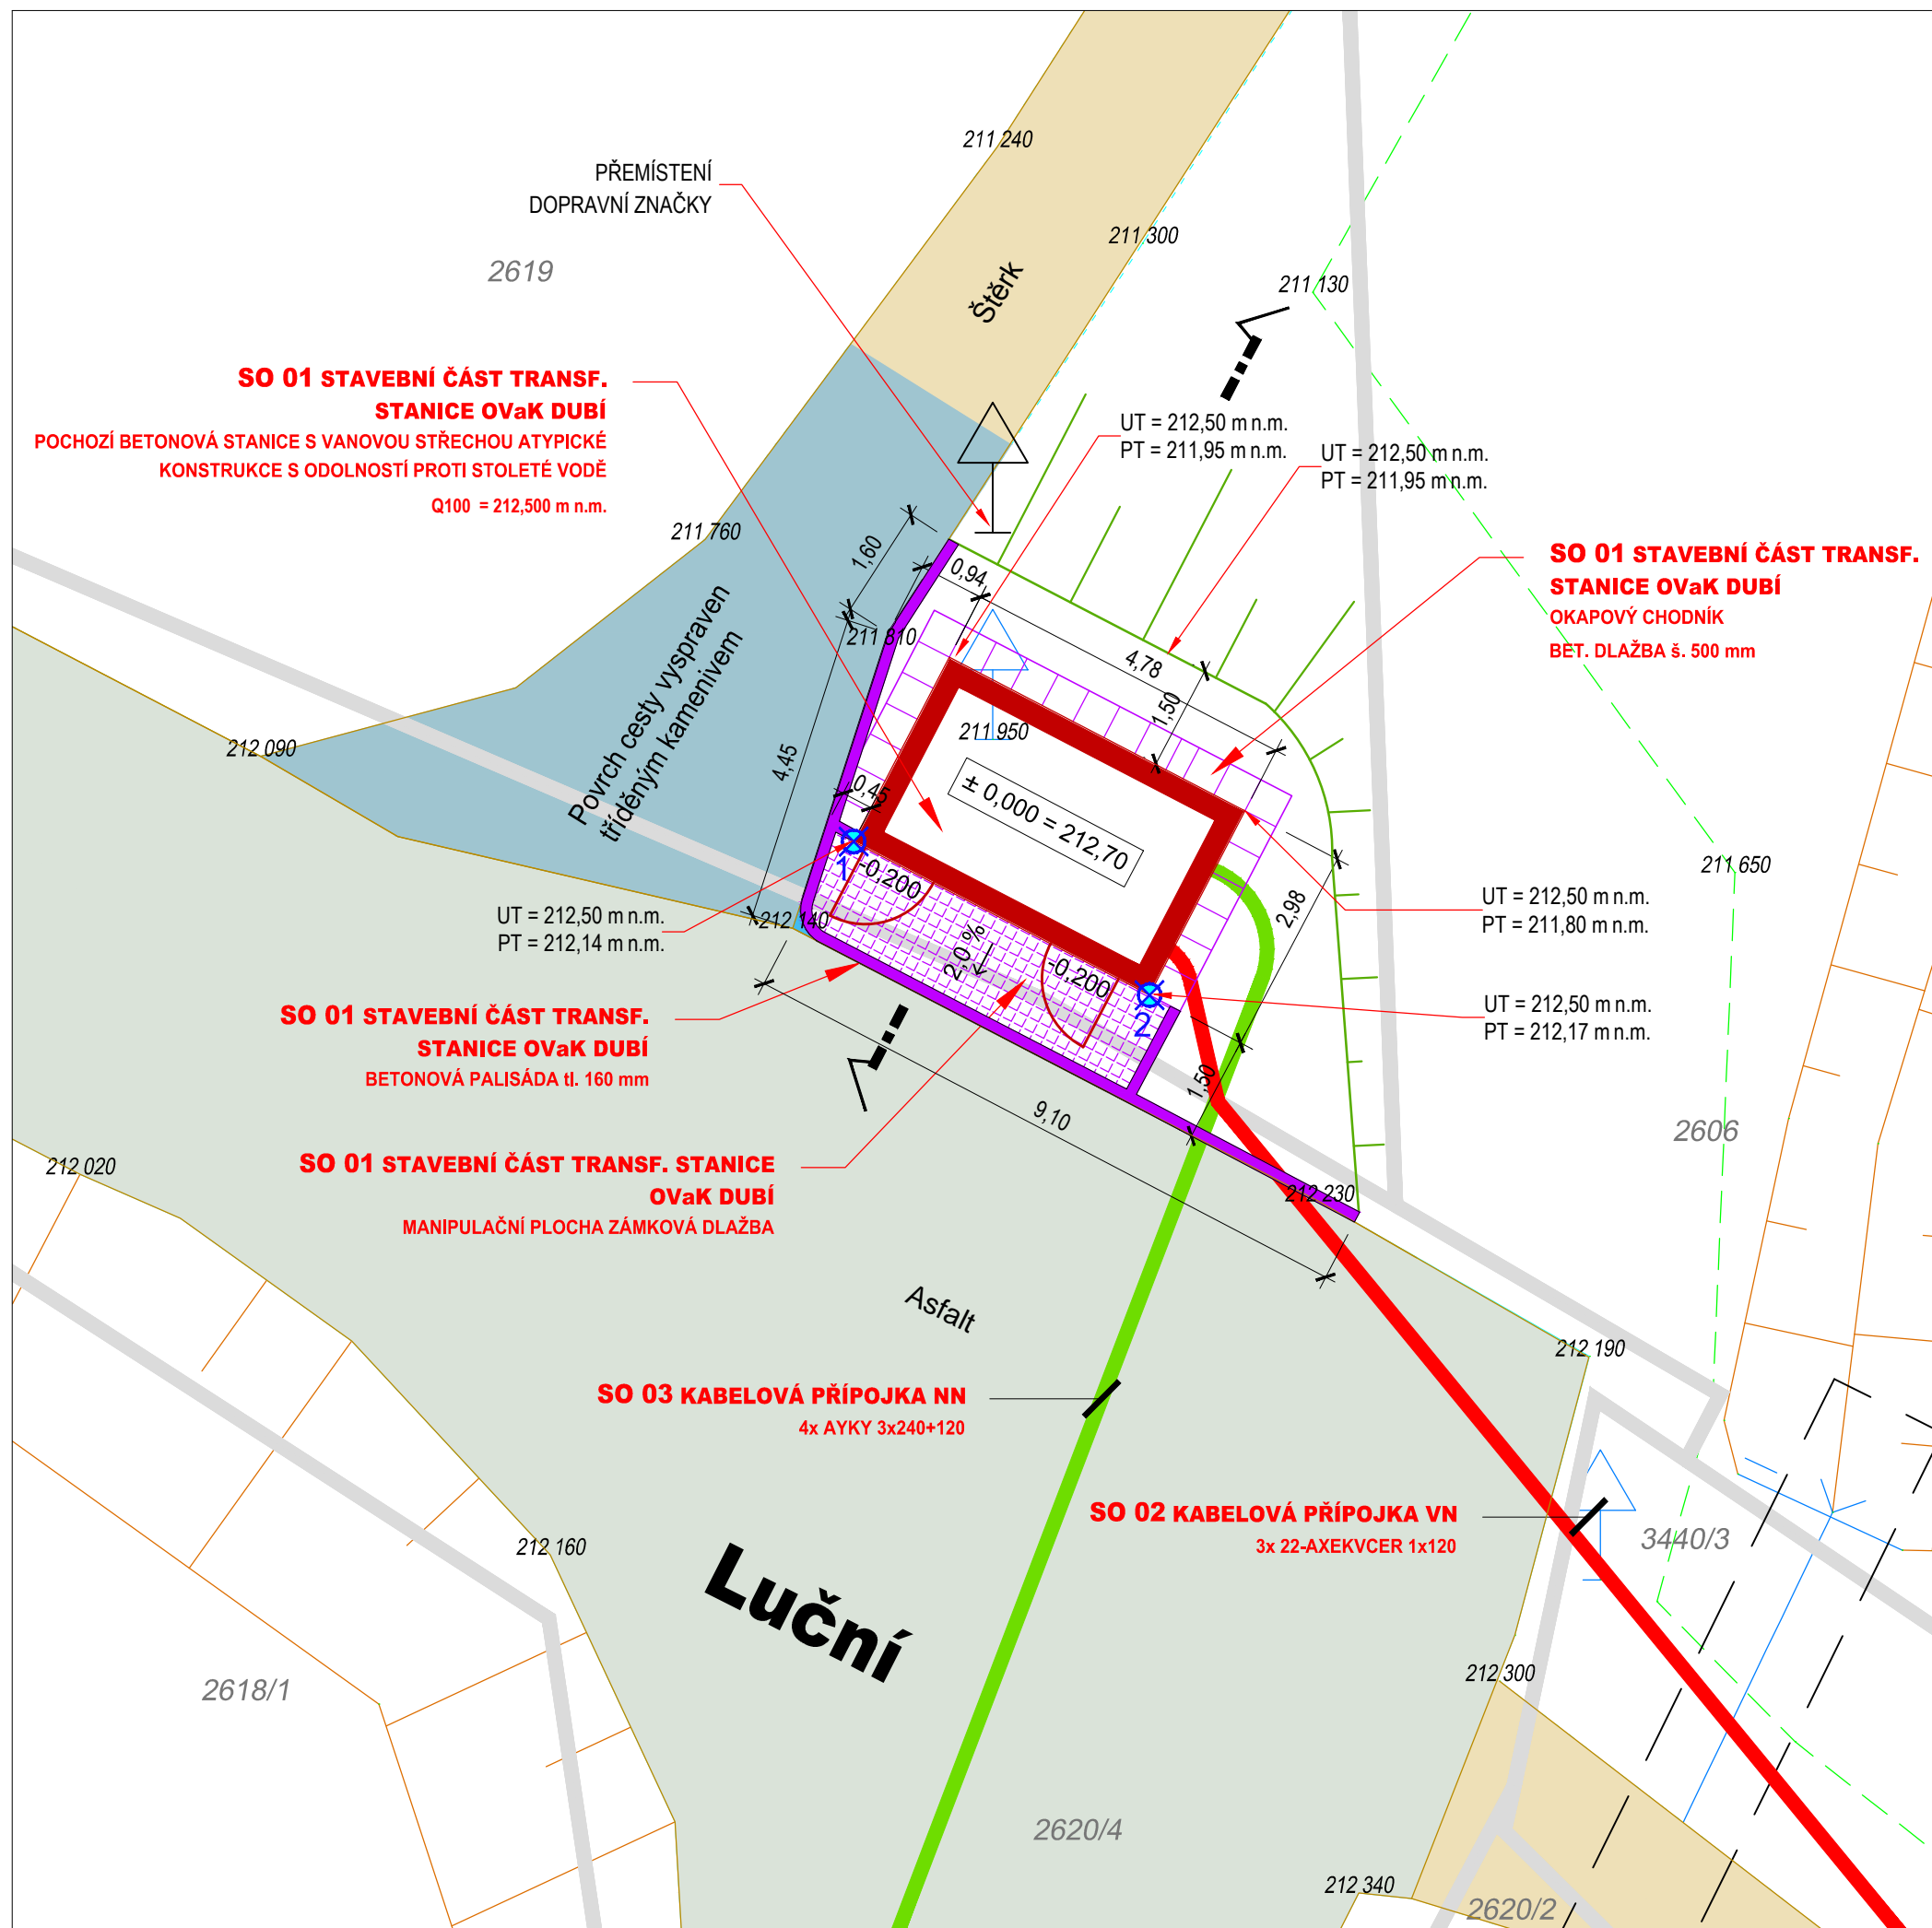 211 240
PŘEMÍSTENÍ
DOPRAVNÍ ZNAČKY
211 300
2619
Štěrk
211 130
SO 01 STAVEBNÍ ČÁST TRANSF.
STANICE OVaK DUBÍ
POCHOZÍ BETONOVÁ STANICE S VANOVOU STŘECHOU ATYPICKÉ
KONSTRUKCE S ODOLNOSTÍ PROTI STOLETÉ VODĚ
Q100 = 212,500 m n.m.
UT = 212,50 m n.m.
PT = 211,95 m n.m.
UT = 212,50 m n.m.
PT = 211,95 m n.m.
211 760
1,60
0,94
SO 01 STAVEBNÍ ČÁST TRANSF.
STANICE OVaK DUBÍ
OKAPOVÝ CHODNÍK
BET. DLAŽBA š. 500 mm
211 810
4,78
1,50
Povrch cesty vyspraven
tříděným kamenivem
212 090
211 950
4,45
0,45
± 0,000 = 212,70
1
-0,200
211 650
2,98
UT = 212,50 m n.m.
PT = 212,14 m n.m.
212 140
UT = 212,50 m n.m.
PT = 211,80 m n.m.
2,0 %
-0,200
2
UT = 212,50 m n.m.
PT = 212,17 m n.m.
SO 01 STAVEBNÍ ČÁST TRANSF.
STANICE OVaK DUBÍ
BETONOVÁ PALISÁDA tl. 160 mm
1,50
9,10
2606
212 020
SO 01 STAVEBNÍ ČÁST TRANSF. STANICE
OVaK DUBÍ
MANIPULAČNÍ PLOCHA ZÁMKOVÁ DLAŽBA
212 230
Asfalt
212 190
SO 03 KABELOVÁ PŘÍPOJKA NN
4x AYKY 3x240+120
SO 02 KABELOVÁ PŘÍPOJKA VN
3x 22-AXEKVCER 1x120
3440/3
212 160
Luční
2618/1
212 300
2620/4
212 340
2620/2